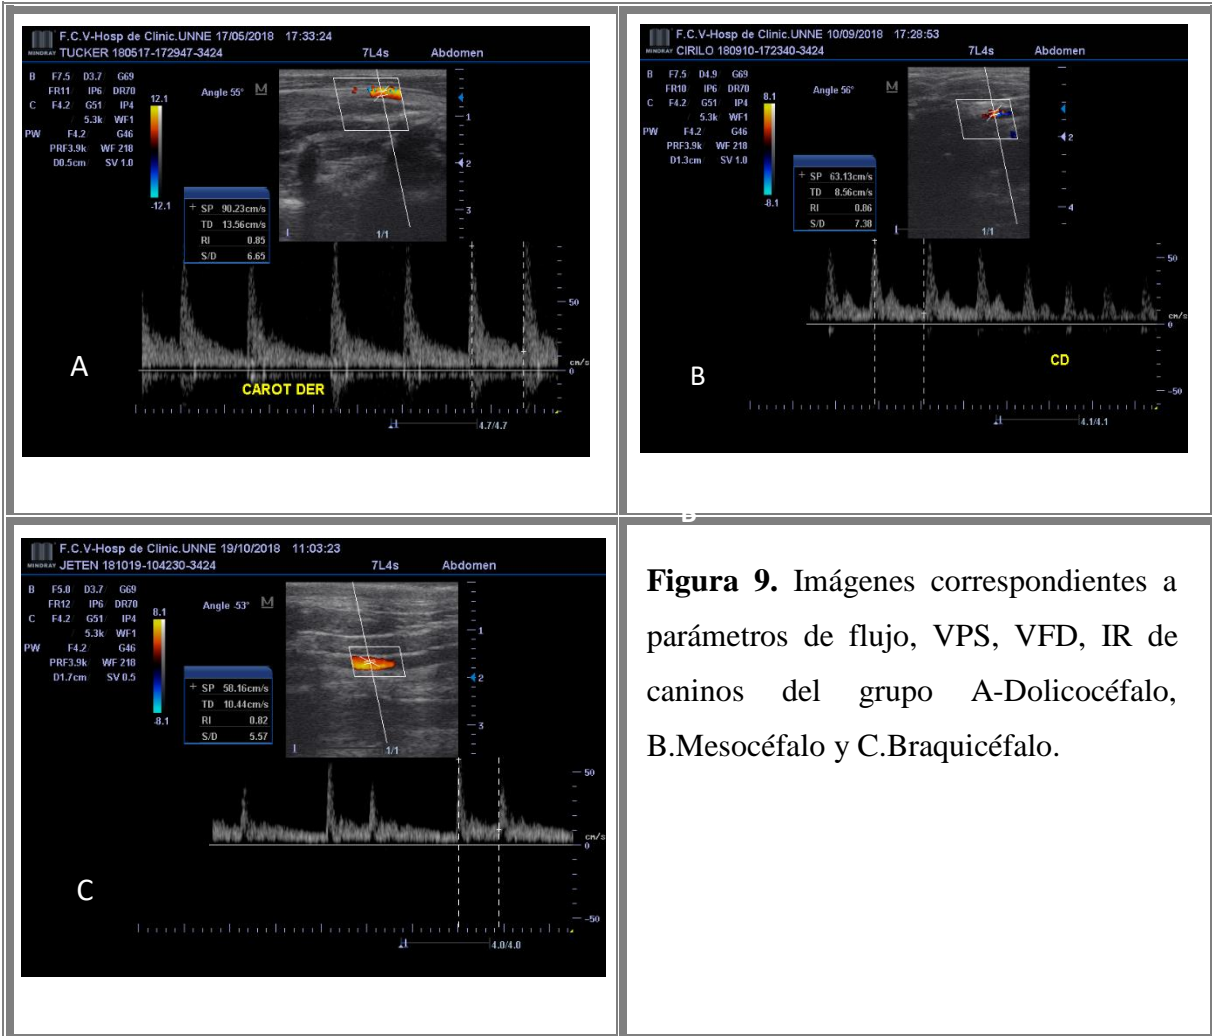 F.C.V-Hosp de Clinic.UNNE 17/05/2018 17:33:24
MINDRAY TUCKER 180517-172947-3424 7L4s Abdomen
B F7.5 D3.7 G69
FR11 IP6 DR70
C F4.2 G51 IP4
5.3k WF1
PW F4.2 G46
PRF3.9k WF 218
D0.5cm SV 1.0
12.1
-12.1
Angle 55° M
1
2
3
1/1
+ SP 90.23cm/s
TD 13.56cm/s
RI 0.85
S/D 6.65
50
cm/s
0
A
CAROT DER
4.7/4.7
F.C.V-Hosp de Clinic.UNNE 10/09/2018 17:28:53
MINDRAY CIRILO 180910-172340-3424 7L4s Abdomen
B F7.5 D4.9 G69
FR10 IP6 DR70
C F4.2 G51 IP4
5.3k WF1
PW F4.2 G46
PRF3.9k WF 218
D1.3cm SV 1.0
8.1
-8.1
Angle 56° M
2
4
1/1
+ SP 63.13cm/s
TD 8.56cm/s
RI 0.86
S/D 7.38
50
cm/s
0
-50
B
CD
4.1/4.1
F.C.V-Hosp de Clinic.UNNE 19/10/2018 11:03:23
MINDRAY JETEN 181019-104230-3424 7L4s Abdomen
B F5.0 D3.7 G69
FR12 IP6 DR70
C F4.2 G51 IP4
5.3k WF1
PW F4.2 G46
PRF3.9k WF 218
D1.7cm SV 0.5
8.1
-8.1
Angle -53° M
1
2
3
1/1
+ SP 58.16cm/s
TD 10.44cm/s
RI 0.82
S/D 5.57
50
cm/s
0
-50
C
4.0/4.0
Figura 9. Imágenes correspondientes a
parámetros de flujo, VPS, VFD, IR de
caninos del grupo A-Dolicocéfalo,
B.Mesocéfalo y C.Braquicéfalo.